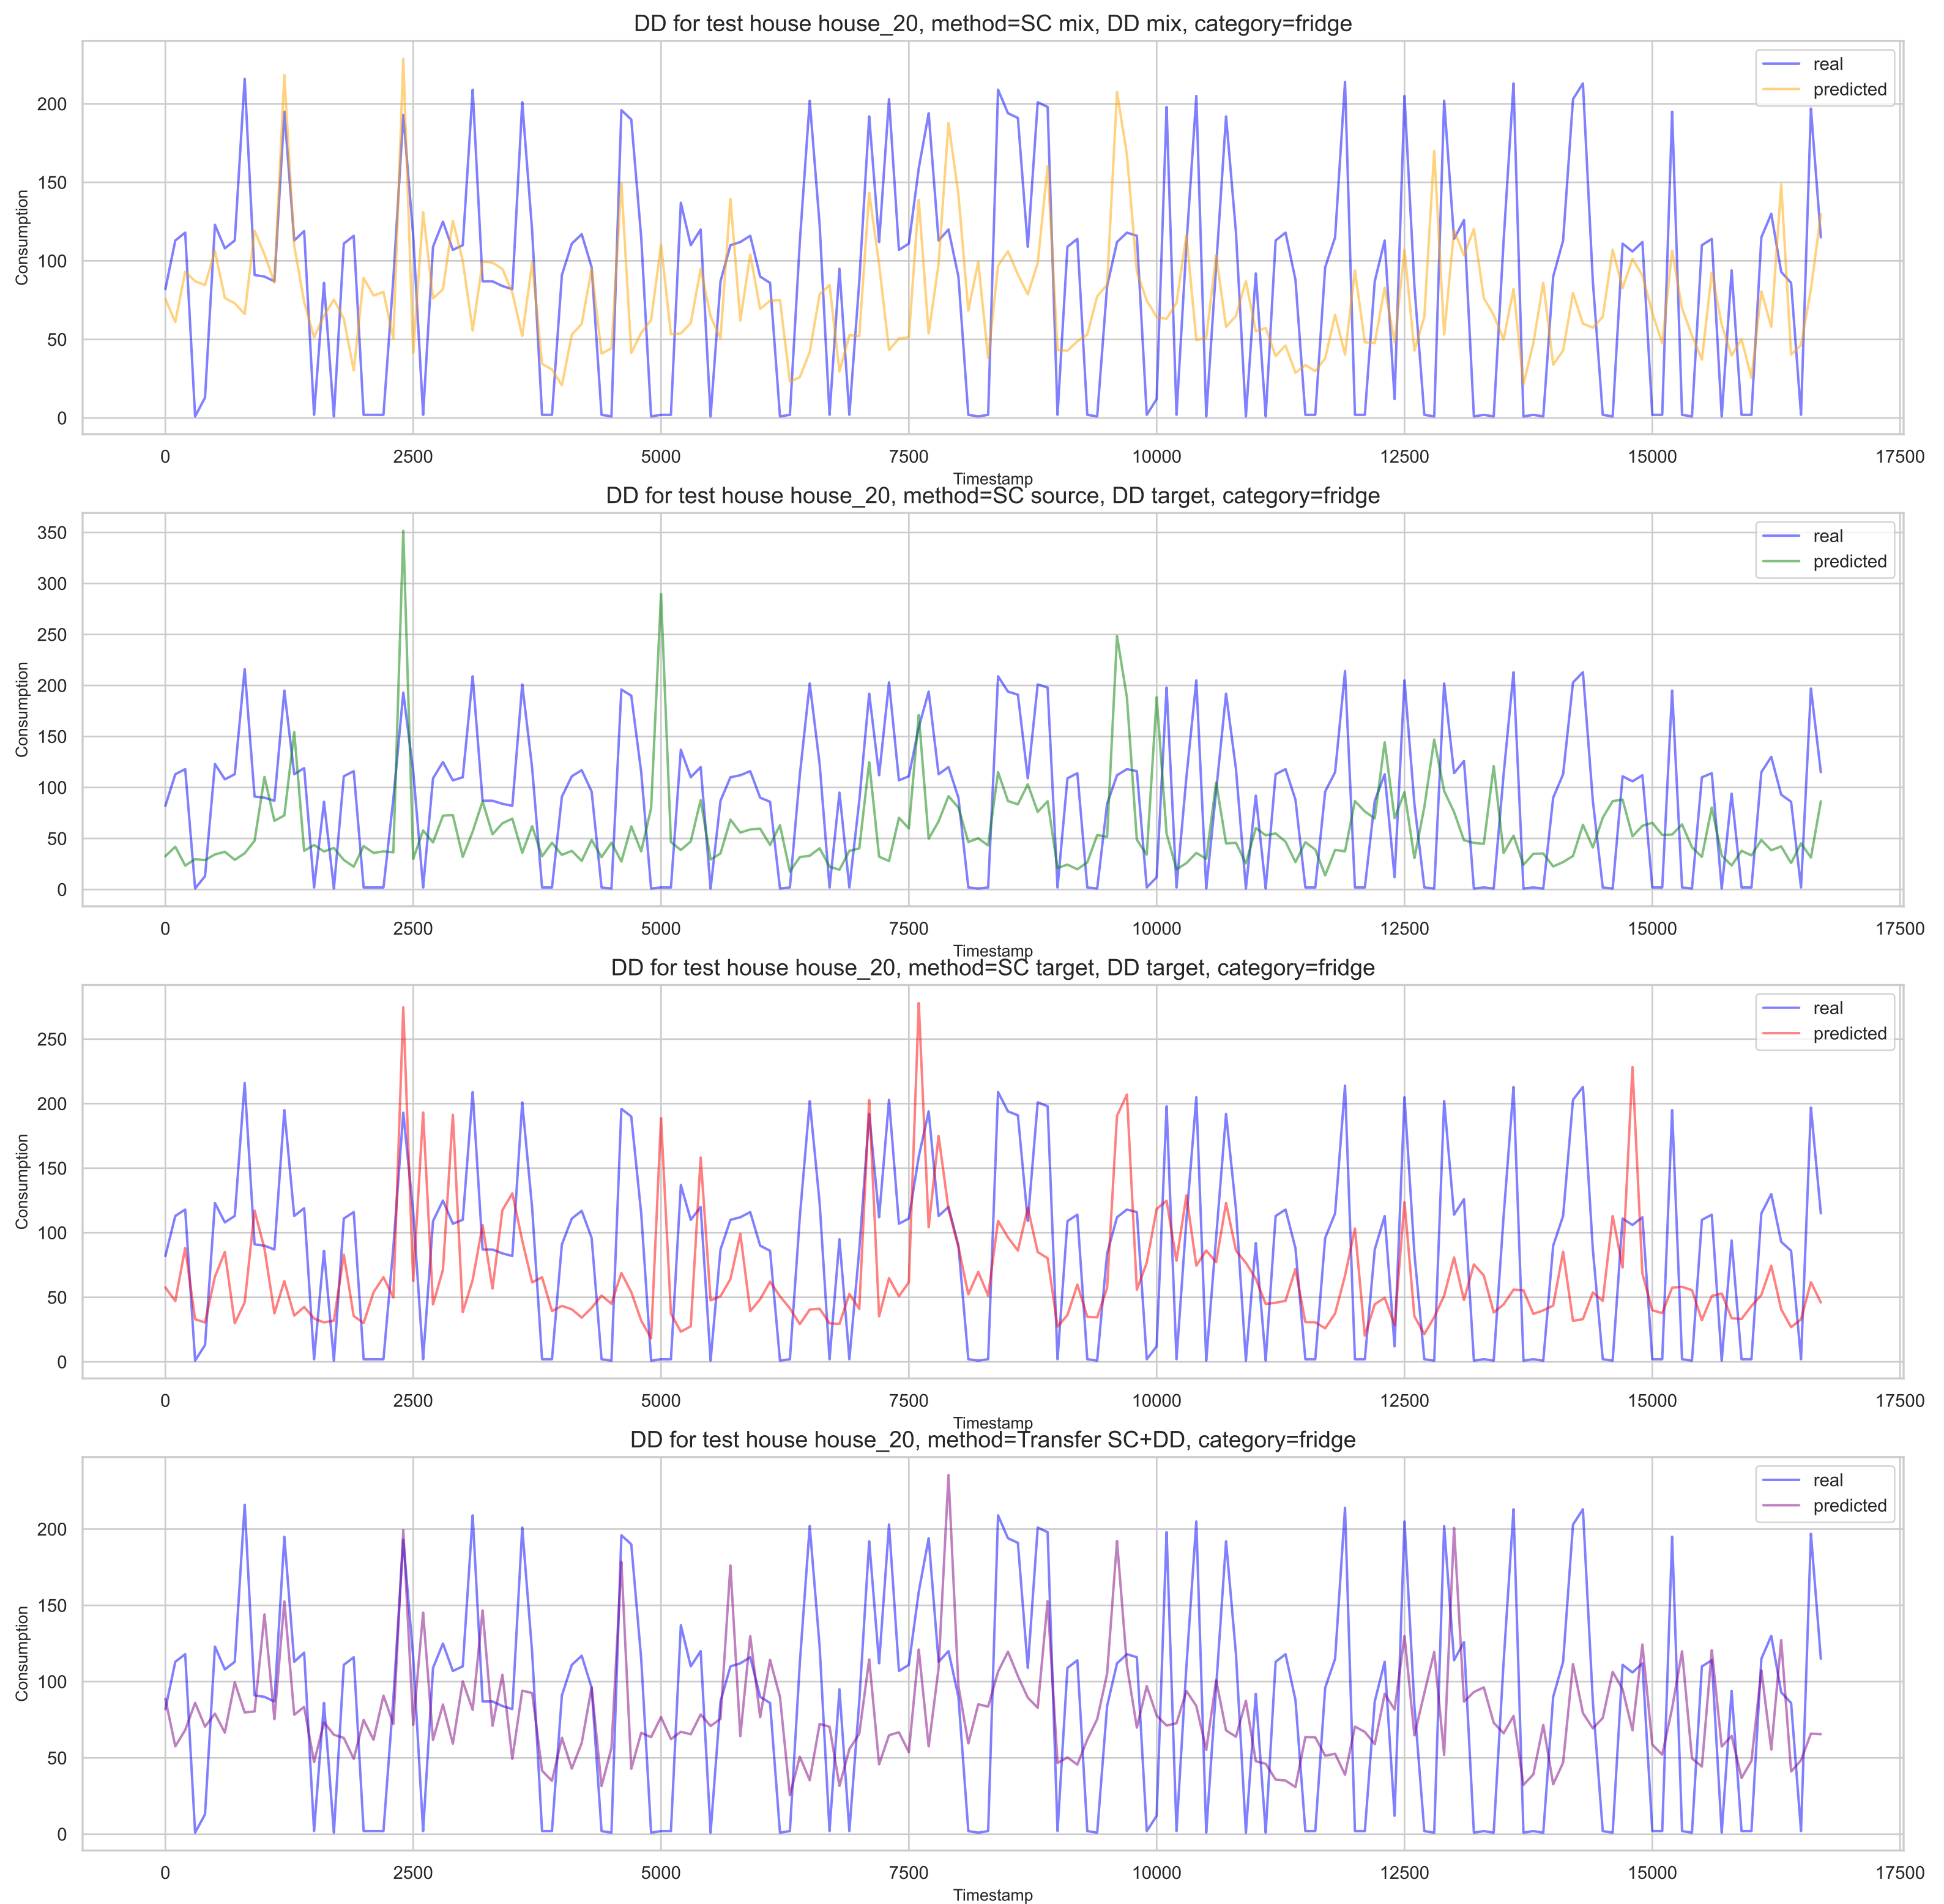 DD for test house house_20, method=SC mix, DD mix, category=fridge
real
predicted
Consumption
200
150
100
50
0
0 2500 5000 7500 10000 12500 15000 17500
Timestamp
DD for test house house_20, method=SC source, DD target, category=fridge
real
predicted
Consumption
350
300
250
200
150
100
50
0
0 2500 5000 7500 10000 12500 15000 17500
Timestamp
DD for test house house_20, method=SC target, DD target, category=fridge
real
predicted
Consumption
250
200
150
100
50
0
0 2500 5000 7500 10000 12500 15000 17500
Timestamp
DD for test house house_20, method=Transfer SC+DD, category=fridge
real
predicted
Consumption
200
150
100
50
0
0 2500 5000 7500 10000 12500 15000 17500
Timestamp